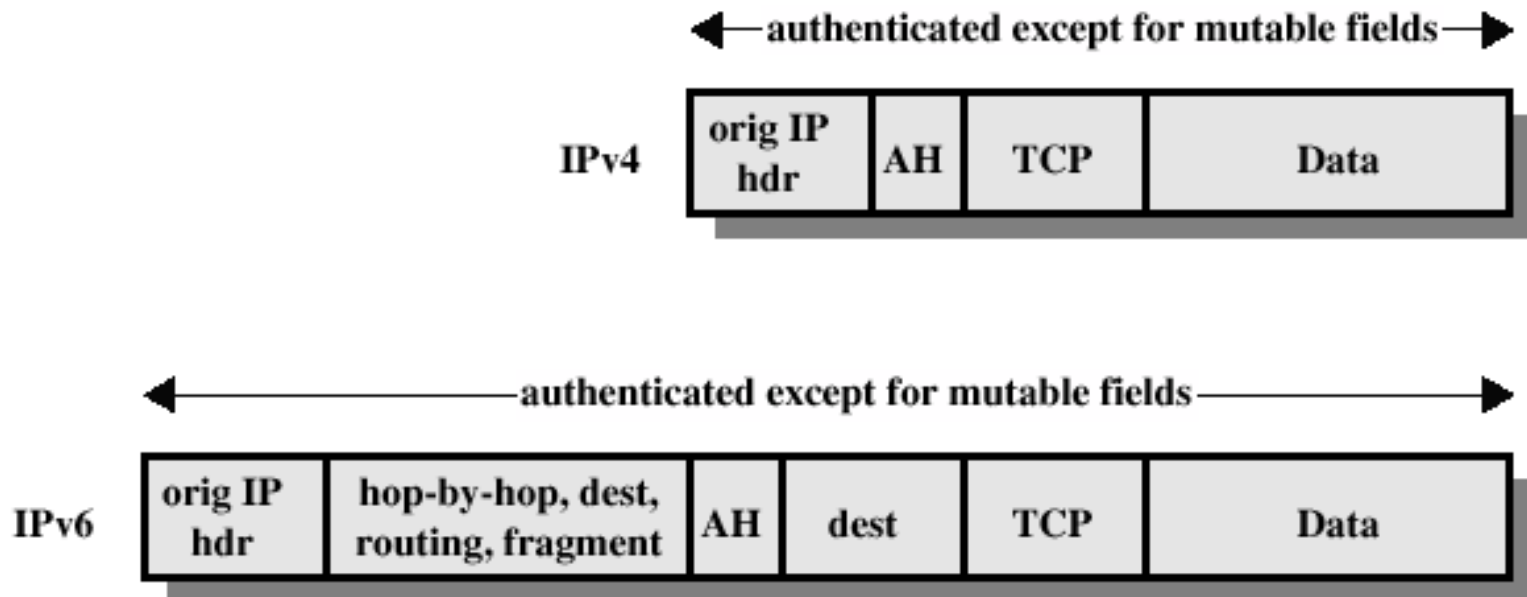 authenticated except for mutable fields
IPv4
orig IP
hdr
AH
TCP
Data
authenticated except for mutable fields
IPv6
orig IP
hdr
hop-by-hop, dest,
routing, fragment
AH
dest
TCP
Data